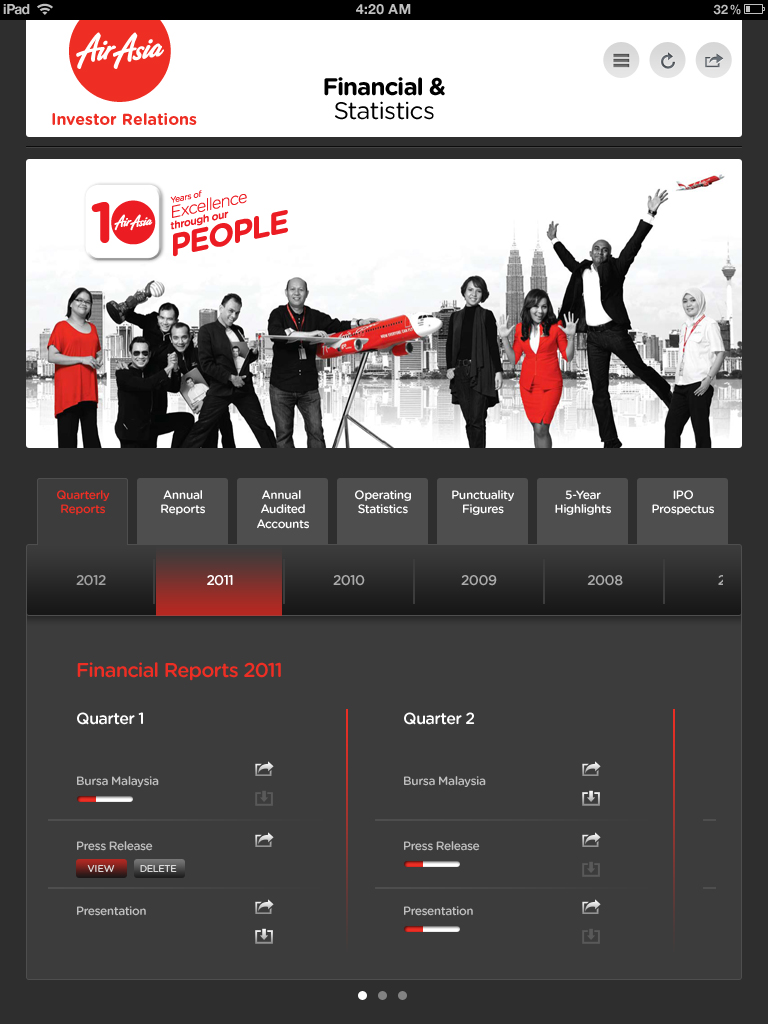 iPad
4:20 AM
32%
AirAsia
Investor Relations
Financial &
Statistics
10
AirAsia
Years of
Excellence
through our
PEOPLE
Quarterly
Reports
Annual
Reports
Annual
Audited
Accounts
Operating
Statistics
Punctuality
Figures
5-Year
Highlights
IPO
Prospectus
2012
2011
2010
2009
2008
2
Financial Reports 2011
Quarter 1
Bursa Malaysia
Press Release
VIEW
DELETE
Presentation
Quarter 2
Bursa Malaysia
Press Release
Presentation